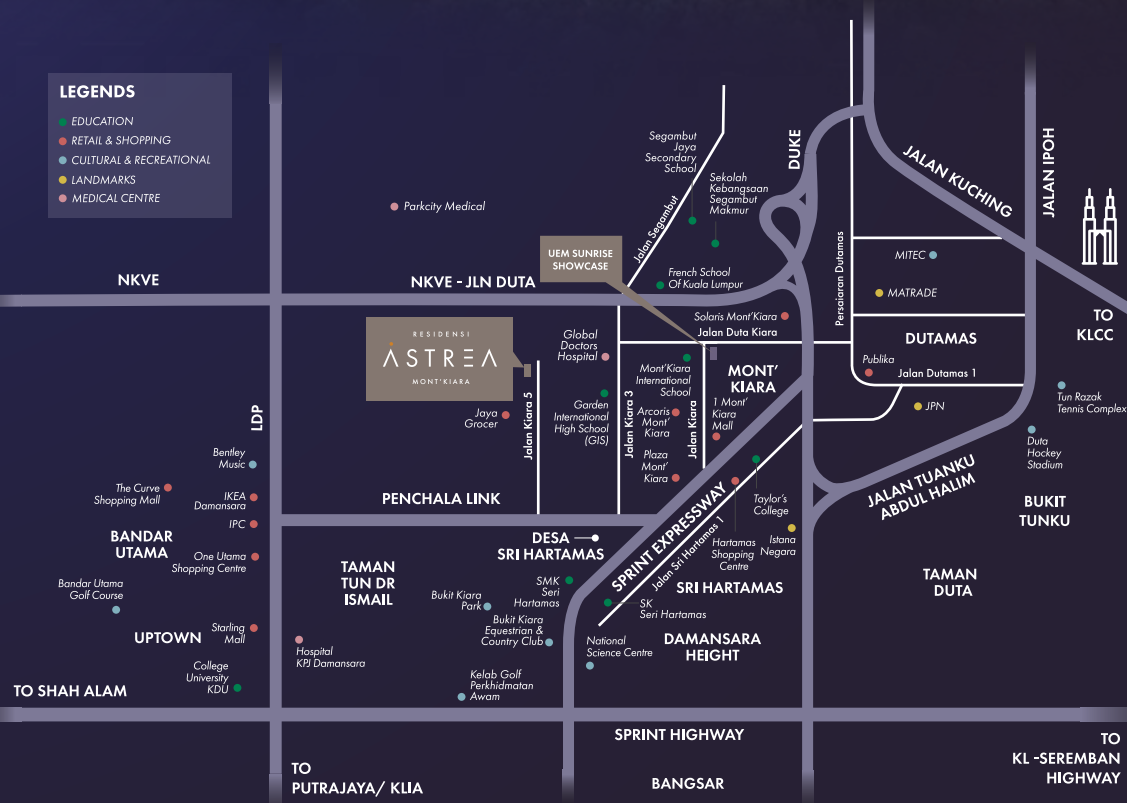 LEGENDS
EDUCATION
RETAIL & SHOPPING
CULTURAL & RECREATIONAL
LANDMARKS
MEDICAL CENTRE
Parkcity Medical
Segambut
Jaya
Secondary
School
Sekolah
Kebangsaan
Segambut
Makmur
Jalan Segambut
DUKE
JALAN KUCHING
JALAN IPOH
UEM SUNRISE
SHOWCASE
French School
Of Kuala Lumpur
NKVE
NKVE - JLN DUTA
Persaiaran Dutamas
MITEC
MATRADE
TO
KLCC
DUTAMAS
Solaris Mont'Kiara
Jalan Duta Kiara
RESIDENSI
ASTREA
MONT'KIARA
Global
Doctors
Hospital
Mont'Kiara
International
School
MONT'
KIARA
Publika
Jalan Dutamas 1
JPN
Tun Razak
Tennis Complex
Duta
Hockey
Stadium
Jaya
Grocer
Jalan Kiara 5
Garden
International
High School
(GIS)
Jalan Kiara 3
Arcoris
Mont'
Kiara
Jalan Kiara
1 Mont'
Kiara
Mall
Plaza
Mont'
Kiara
LDP
Bentley
Music
The Curve
Shopping Mall
IKEA
Damansara
IPC
BANDAR
UTAMA
One Utama
Shopping Centre
Bandar Utama
Golf Course
UPTOWN
Starling
Mall
College
University
KDU
TO SHAH ALAM
PENCHALA LINK
DESA
SRI HARTAMAS
SPRINT EXPRESSWAY
Jalan Sri Hartamas 1
Taylor's
College
Hartamas
Shopping
Centre
Istana
Negara
JALAN TUANKU
ABDUL HALIM
BUKIT
TUNKU
TAMAN
DUTA
TAMAN
TUN DR
ISMAIL
SMK
Seri
Hartamas
SRI HARTAMAS
SK
Seri Hartamas
Bukit Kiara
Park
Bukit Kiara
Equestrian &
Country Club
National
Science Centre
DAMANSARA
HEIGHT
Hospital
KPJ Damansara
Kelab Golf
Perkhidmatan
Awam
SPRINT HIGHWAY
BANGSAR
TO
PUTRAJAYA/ KLIA
TO
KL -SEREMBAN
HIGHWAY